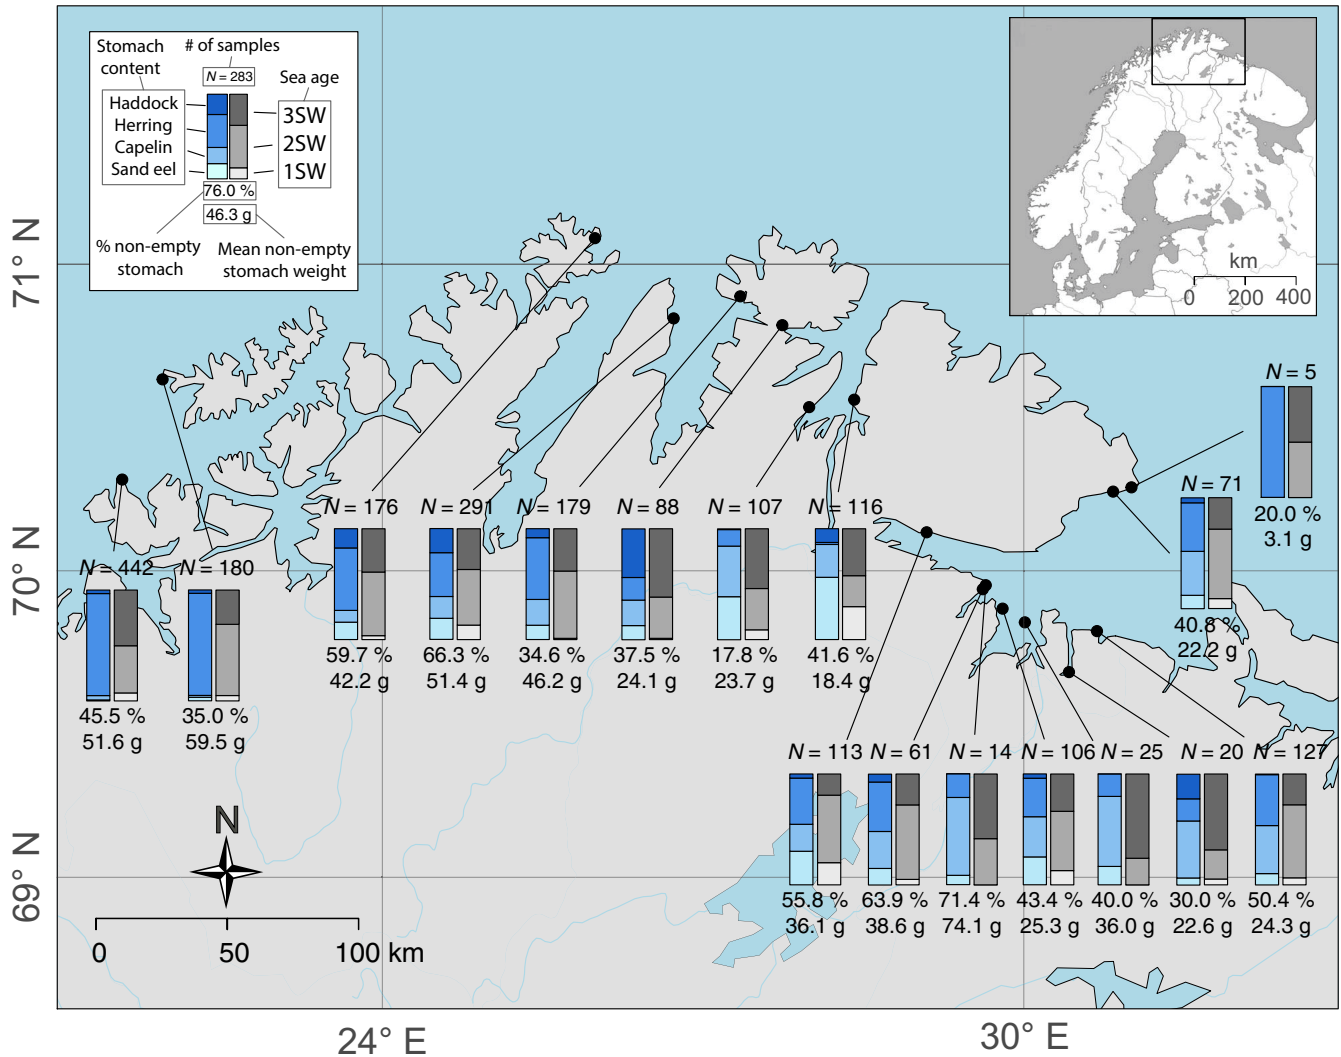 Stomach
content
# of samples
N = 283
Sea age
Haddock
Herring
Capelin
Sand eel
3SW
2SW
1SW
76.0 %
46.3 g
% non-empty
stomach
Mean non-empty
stomach weight
km
0 200 400
71° N
70° N
69° N
N = 5
20.0 %
3.1 g
N = 71
40.8 %
22.2 g
N = 176
N = 291
N = 179
N = 88
N = 107
N = 116
59.7 %
66.3 %
34.6 %
37.5 %
17.8 %
41.6 %
42.2 g
51.4 g
46.2 g
24.1 g
23.7 g
18.4 g
N = 442
N = 180
45.5 %
35.0 %
51.6 g
59.5 g
N = 113
N = 61
N = 14
N = 106
N = 25
N = 20
N = 127
55.8 %
63.9 %
71.4 %
43.4 %
40.0 %
30.0 %
50.4 %
36.1 g
38.6 g
74.1 g
25.3 g
36.0 g
22.6 g
24.3 g
N
0 50 100 km
24° E
30° E